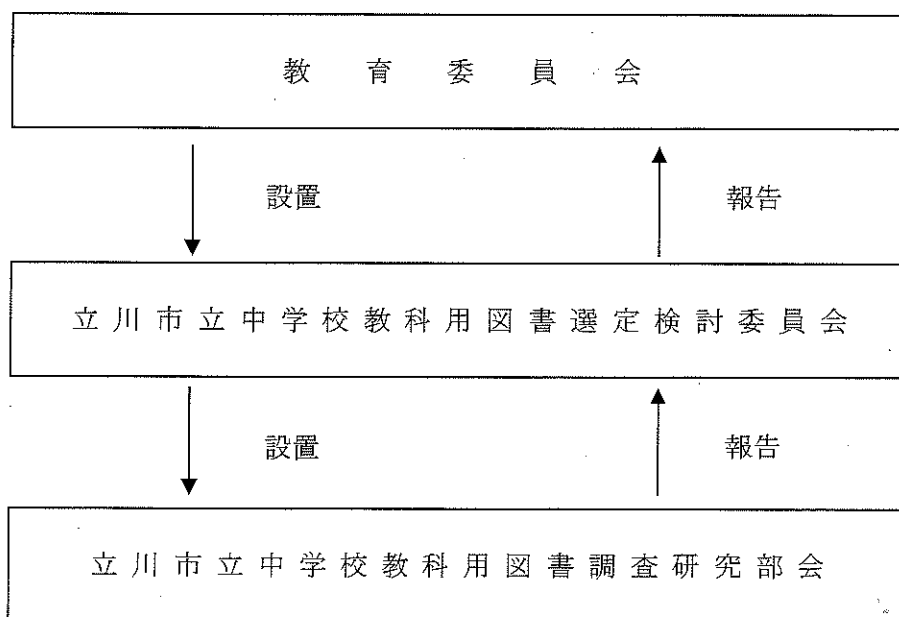 教育委員会
設置
報告
立川市立中学校教科用図書選定検討委員会
設置
報告
立川市立中学校教科用図書調査研究部会